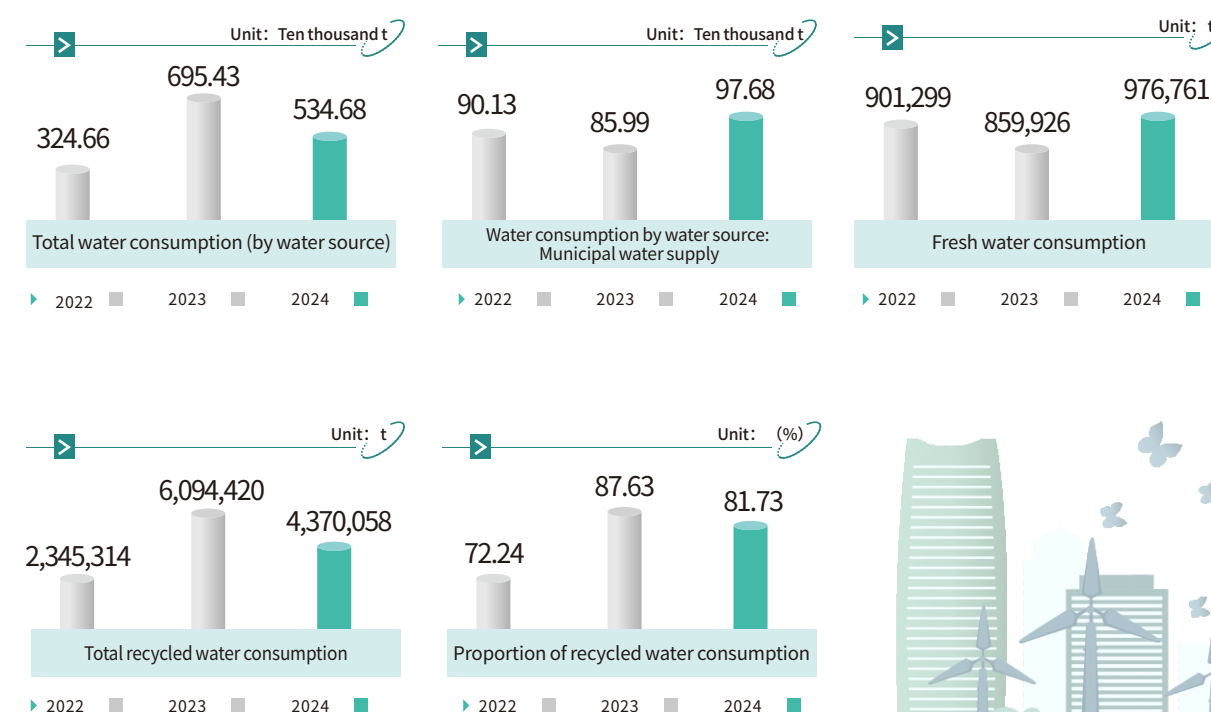 Unit: Ten thousand t
324.66
695.43
534.68
Total water consumption (by water source)
2022
2023
2024
Unit: Ten thousand t
90.13
85.99
97.68
Water consumption by water source:
Municipal water supply
2022
2023
2024
Unit: t
901,299
859,926
976,761
Fresh water consumption
2022
2023
2024
Unit: t
2,345,314
6,094,420
4,370,058
Total recycled water consumption
2022
2023
2024
Unit: (%)
72.24
87.63
81.73
Proportion of recycled water consumption
2022
2023
2024